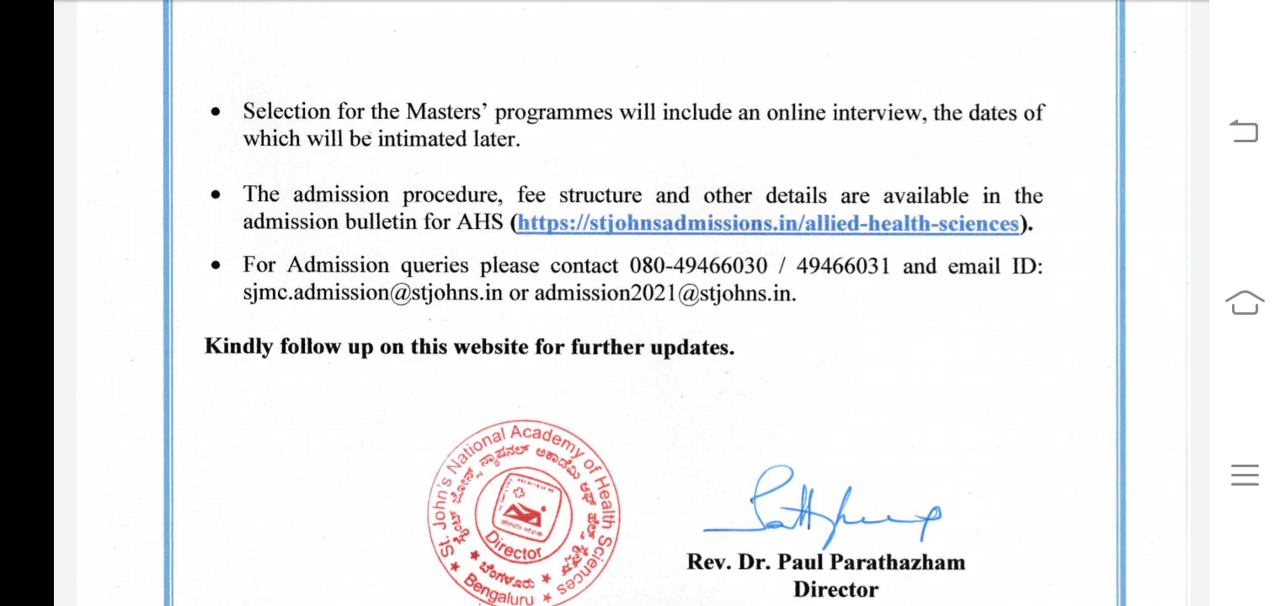 • Selection for the Masters’ programmes will include an online interview, the dates of
which will be intimated later.
• The admission procedure, fee structure and other details are available in the
admission bulletin for AHS (https://stjohnsadmissions.in/allied-health-sciences).
• For Admission queries please contact 080-49466030 / 49466031 and email ID:
sjmc.admission@stjohns.in or admission2021@stjohns.in.
Kindly follow up on this website for further updates.
St. John's National Academy of Health Sciences
Director
ಬೆಂಗಳೂರು
Bengaluru
Rev. Dr. Paul Parathazham
Director